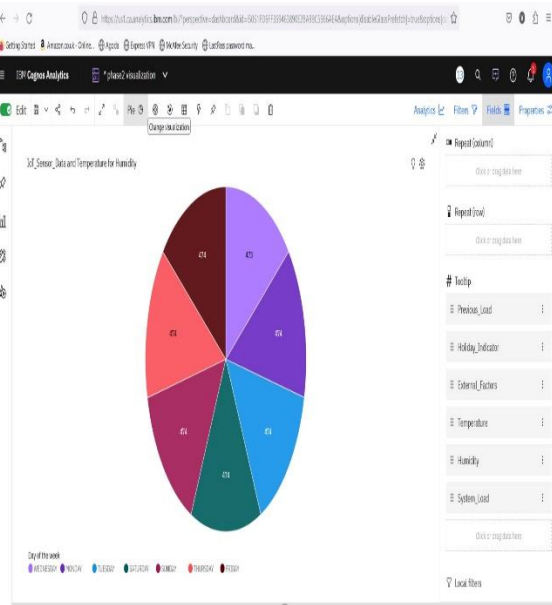 Getting Started Amazon.co.uk - Online... Agoda Express VPN McAfee Security LastPass password ma...
IBM Cognos Analytics * phase2 visualization
Edit Pie Analytics Filters Fields Properties
Change visualization
IoT_Sensor_Data and Temperature for Humidity
474 473
474 474
474 474
474
Day of the week
WEDNESDAY MONDAY TUESDAY SATURDAY SUNDAY THURSDAY FRIDAY
Repeat (column)
Click or drag data here
Repeat (row)
Click or drag data here
# Tooltip
Previous_Load
Holiday_Indicator
External_Factors
Temperature
Humidity
System_Load
Click or drag data here
Local filters